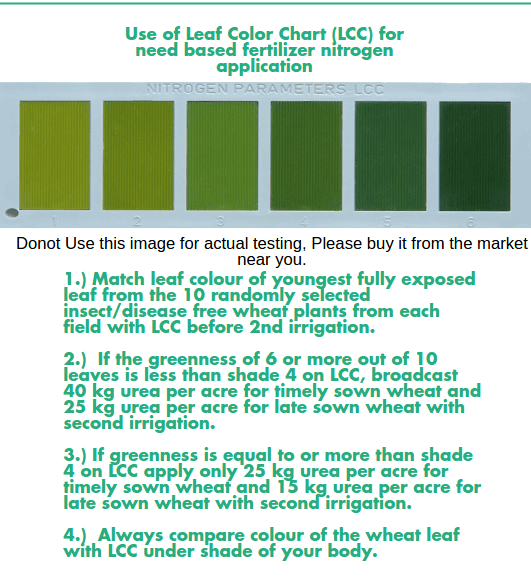 Use of Leaf Color Chart (LCC) for
need based fertilizer nitrogen
application
NITROGEN PARAMETERS-LCC
1 2 3 4 5 6
Donot Use this image for actual testing, Please buy it from the market
near you.
1.) Match leaf colour of youngest fully exposed
leaf from the 10 randomly selected
insect/disease free wheat plants from each
field with LCC before 2nd irrigation.
2.) If the greenness of 6 or more out of 10
leaves is less than shade 4 on LCC, broadcast
40 kg urea per acre for timely sown wheat and
25 kg urea per acre for late sown wheat with
second irrigation.
3.) If greenness is equal to or more than shade
4 on LCC apply only 25 kg urea per acre for
timely sown wheat and 15 kg urea per acre for
late sown wheat with second irrigation.
4.) Always compare colour of the wheat leaf
with LCC under shade of your body.